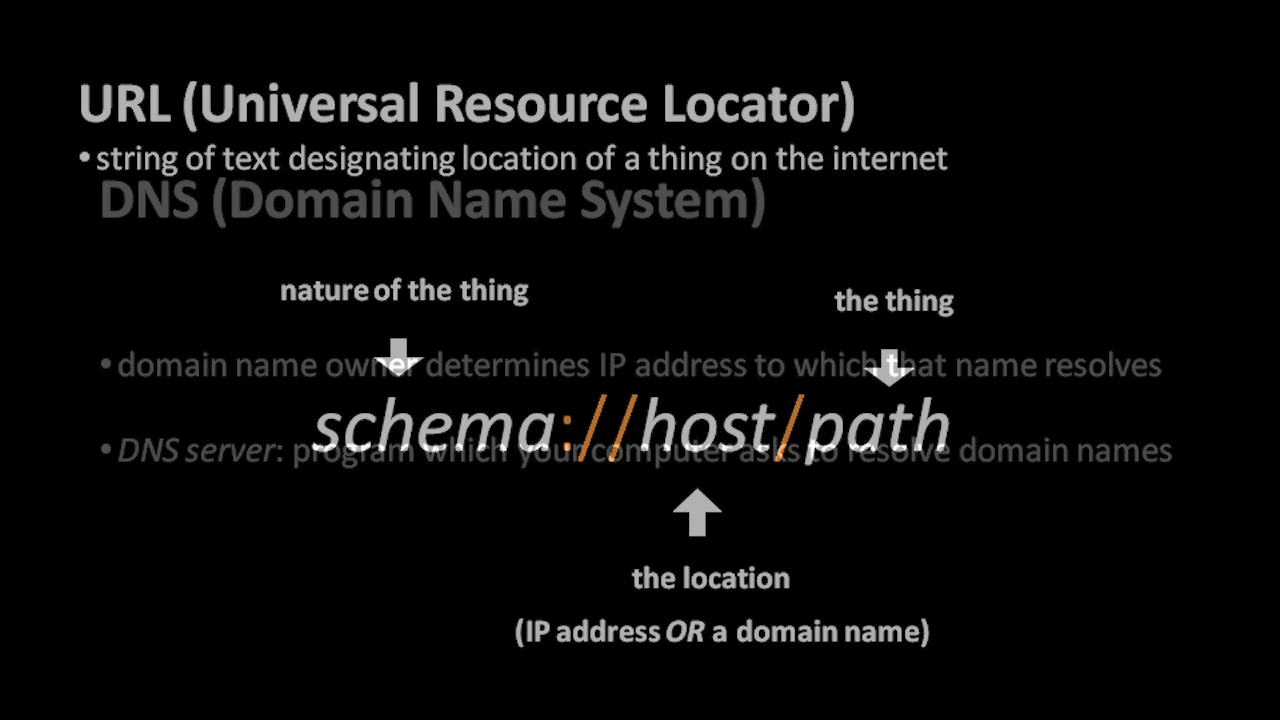 URL (Universal Resource Locator)
• string of text designating location of a thing on the internet
DNS (Domain Name System)
nature of the thing
the thing
• domain name owner determines IP address to which that name resolves
schema://host/path
• DNS server: program which your computer asks to resolve domain names
the location
(IP address OR a domain name)